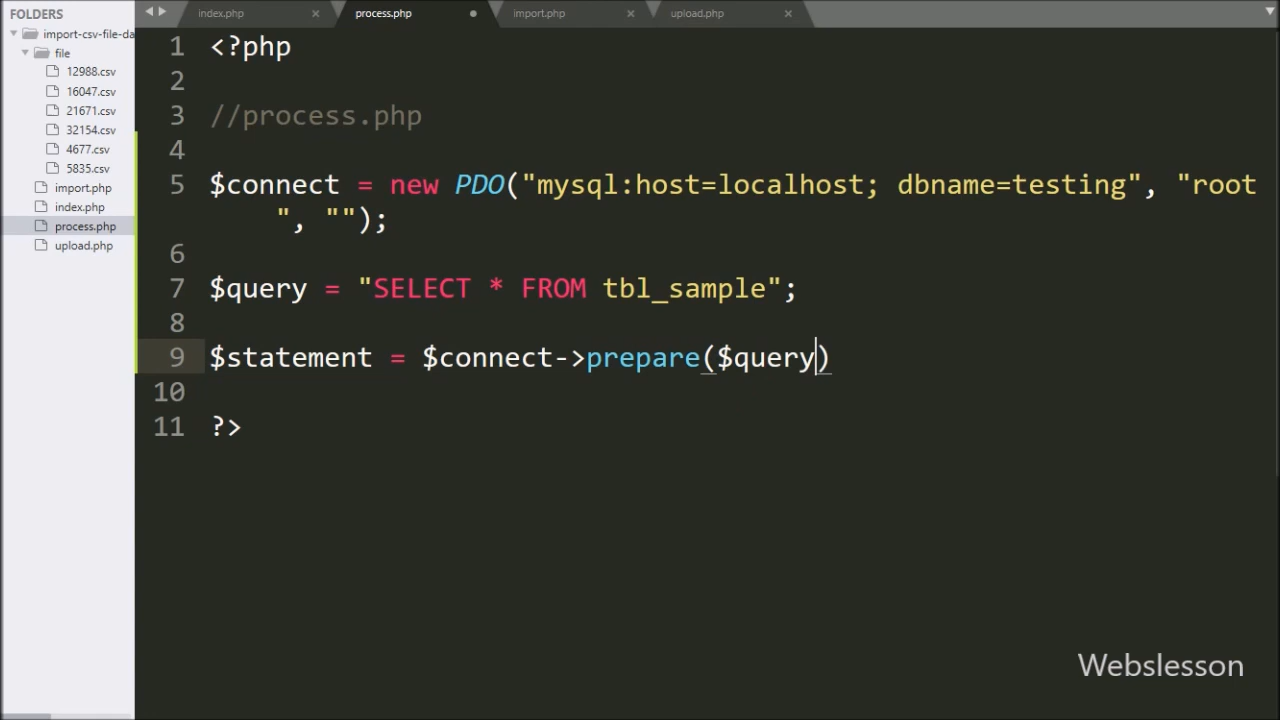 FOLDERS
import-csv-file-da
file
12988.csv
16047.csv
21671.csv
32154.csv
4677.csv
5835.csv
import.php
index.php
process.php
upload.php
index.php
process.php
import.php
upload.php
1 <?php
2
3 //process.php
4
5 $connect = new PDO("mysql:host=localhost; dbname=testing", "root
", "");
6
7 $query = "SELECT * FROM tbl_sample";
8
9 $statement = $connect->prepare($query)
10
11 ?>
Webslesson